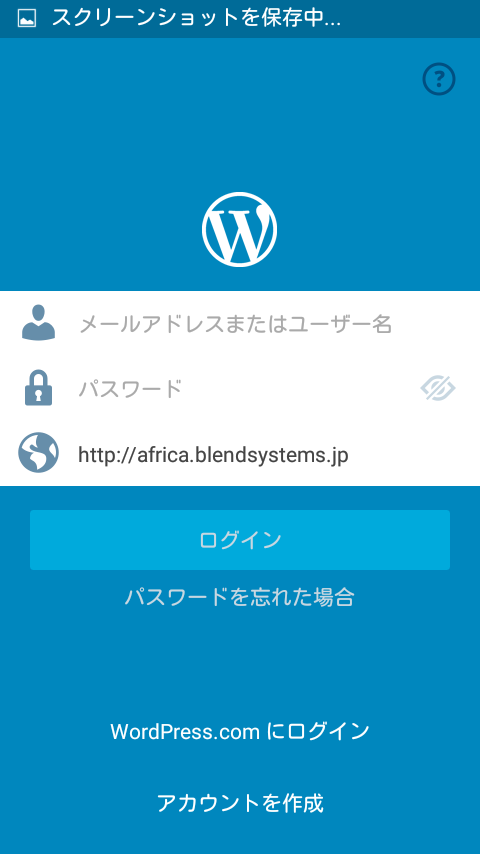 スクリーンショットを保存中...
?
W
メールアドレスまたはユーザー名
パスワード
http://africa.blendsystems.jp
ログイン
パスワードを忘れた場合
WordPress.com にログイン
アカウントを作成